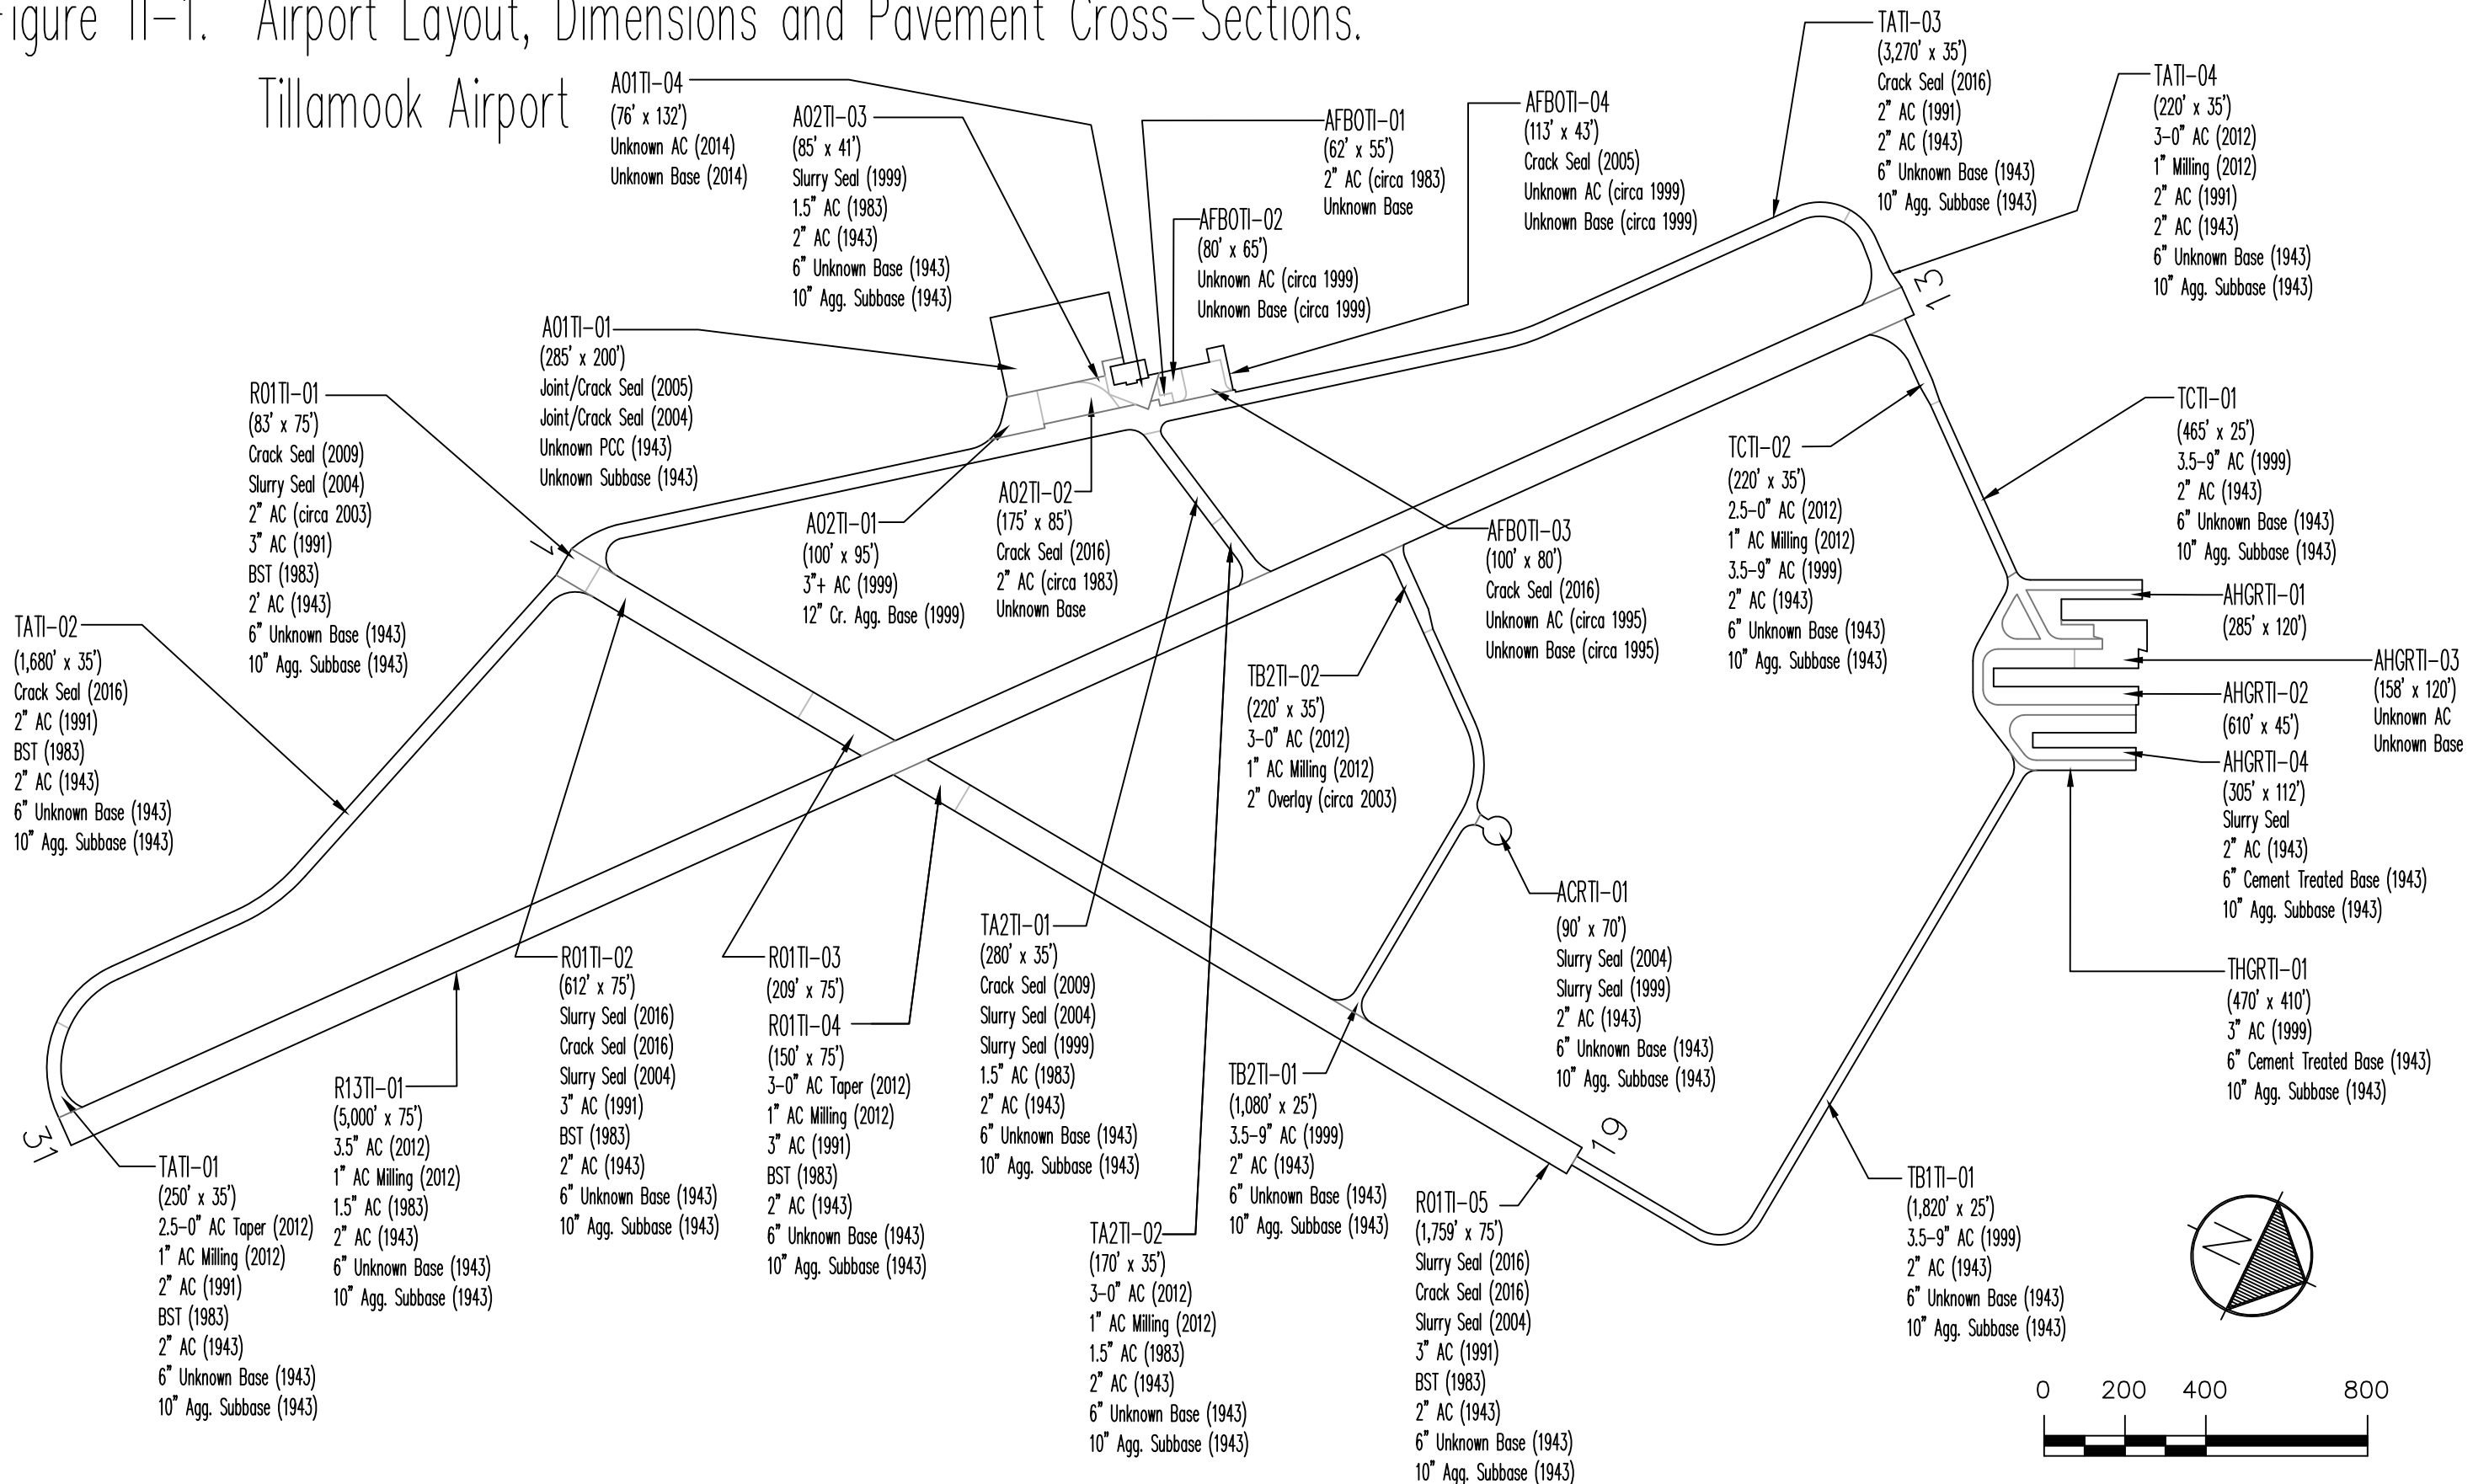 Figure II-1. Airport Layout, Dimensions and Pavement Cross-Sections.
Tillamook Airport
A01TI-04
(76' x 132')
Unknown AC (2014)
Unknown Base (2014)
A02TI-03
(85' x 41')
Slurry Seal (1999)
1.5" AC (1983)
2" AC (1943)
6" Unknown Base (1943)
10" Agg. Subbase (1943)
AFBOTI-01
(62' x 55')
2" AC (circa 1983)
Unknown Base
AFBOTI-02
(80' x 65')
Unknown AC (circa 1999)
Unknown Base (circa 1999)
AFBOTI-04
(113' x 43')
Crack Seal (2005)
Unknown AC (circa 1999)
Unknown Base (circa 1999)
TATI-03
(3,270' x 35')
Crack Seal (2016)
2" AC (1991)
2" AC (1943)
6" Unknown Base (1943)
10" Agg. Subbase (1943)
TATI-04
(220' x 35')
3-0" AC (2012)
1" Milling (2012)
2" AC (1991)
2" AC (1943)
6" Unknown Base (1943)
10" Agg. Subbase (1943)
31
A01TI-01
(285' x 200')
Joint/Crack Seal (2005)
Joint/Crack Seal (2004)
Unknown PCC (1943)
Unknown Subbase (1943)
R01TI-01
(83' x 75')
Crack Seal (2009)
Slurry Seal (2004)
2" AC (circa 2003)
3" AC (1991)
BST (1983)
2' AC (1943)
6" Unknown Base (1943)
10" Agg. Subbase (1943)
1
A02TI-01
(100' x 95')
3"+ AC (1999)
12" Cr. Agg. Base (1999)
A02TI-02
(175' x 85')
Crack Seal (2016)
2" AC (circa 1983)
Unknown Base
AFBOTI-03
(100' x 80')
Crack Seal (2016)
Unknown AC (circa 1995)
Unknown Base (circa 1995)
TCTI-02
(220' x 35')
2.5-0" AC (2012)
1" AC Milling (2012)
3.5-9" AC (1999)
2" AC (1943)
6" Unknown Base (1943)
10" Agg. Subbase (1943)
TCTI-01
(465' x 25')
3.5-9" AC (1999)
2" AC (1943)
6" Unknown Base (1943)
10" Agg. Subbase (1943)
AHGRTI-01
(285' x 120')
AHGRTI-03
(158' x 120')
Unknown AC
Unknown Base
AHGRTI-02
(610' x 45')
AHGRTI-04
(305' x 112')
Slurry Seal
2" AC (1943)
6" Cement Treated Base (1943)
10" Agg. Subbase (1943)
THGRTI-01
(470' x 410')
3" AC (1999)
6" Cement Treated Base (1943)
10" Agg. Subbase (1943)
TATI-02
(1,680' x 35')
Crack Seal (2016)
2" AC (1991)
BST (1983)
2" AC (1943)
6" Unknown Base (1943)
10" Agg. Subbase (1943)
TB2TI-02
(220' x 35')
3-0" AC (2012)
1" AC Milling (2012)
2" Overlay (circa 2003)
ACRTI-01
(90' x 70')
Slurry Seal (2004)
Slurry Seal (1999)
2" AC (1943)
6" Unknown Base (1943)
10" Agg. Subbase (1943)
31
TATI-01
(250' x 35')
2.5-0" AC Taper (2012)
1" AC Milling (2012)
2" AC (1991)
BST (1983)
2" AC (1943)
6" Unknown Base (1943)
10" Agg. Subbase (1943)
R13TI-01
(5,000' x 75')
3.5" AC (2012)
1" AC Milling (2012)
1.5" AC (1983)
2" AC (1943)
6" Unknown Base (1943)
10" Agg. Subbase (1943)
R01TI-02
(612' x 75')
Slurry Seal (2016)
Crack Seal (2016)
Slurry Seal (2004)
3" AC (1991)
BST (1983)
2" AC (1943)
6" Unknown Base (1943)
10" Agg. Subbase (1943)
R01TI-03
(209' x 75')
R01TI-04
(150' x 75')
3-0" AC Taper (2012)
1" AC Milling (2012)
3" AC (1991)
BST (1983)
2" AC (1943)
6" Unknown Base (1943)
10" Agg. Subbase (1943)
TA2TI-01
(280' x 35')
Crack Seal (2009)
Slurry Seal (2004)
Slurry Seal (1999)
1.5" AC (1983)
2" AC (1943)
6" Unknown Base (1943)
10" Agg. Subbase (1943)
TA2TI-02
(170' x 35')
3-0" AC (2012)
1" AC Milling (2012)
1.5" AC (1983)
2" AC (1943)
6" Unknown Base (1943)
10" Agg. Subbase (1943)
TB2TI-01
(1,080' x 25')
3.5-9" AC (1999)
2" AC (1943)
6" Unknown Base (1943)
10" Agg. Subbase (1943)
R01TI-05
(1,759' x 75')
Slurry Seal (2016)
Crack Seal (2016)
Slurry Seal (2004)
3" AC (1991)
BST (1983)
2" AC (1943)
6" Unknown Base (1943)
10" Agg. Subbase (1943)
19
TB1TI-01
(1,820' x 25')
3.5-9" AC (1999)
2" AC (1943)
6" Unknown Base (1943)
10" Agg. Subbase (1943)
N
0 200 400 800